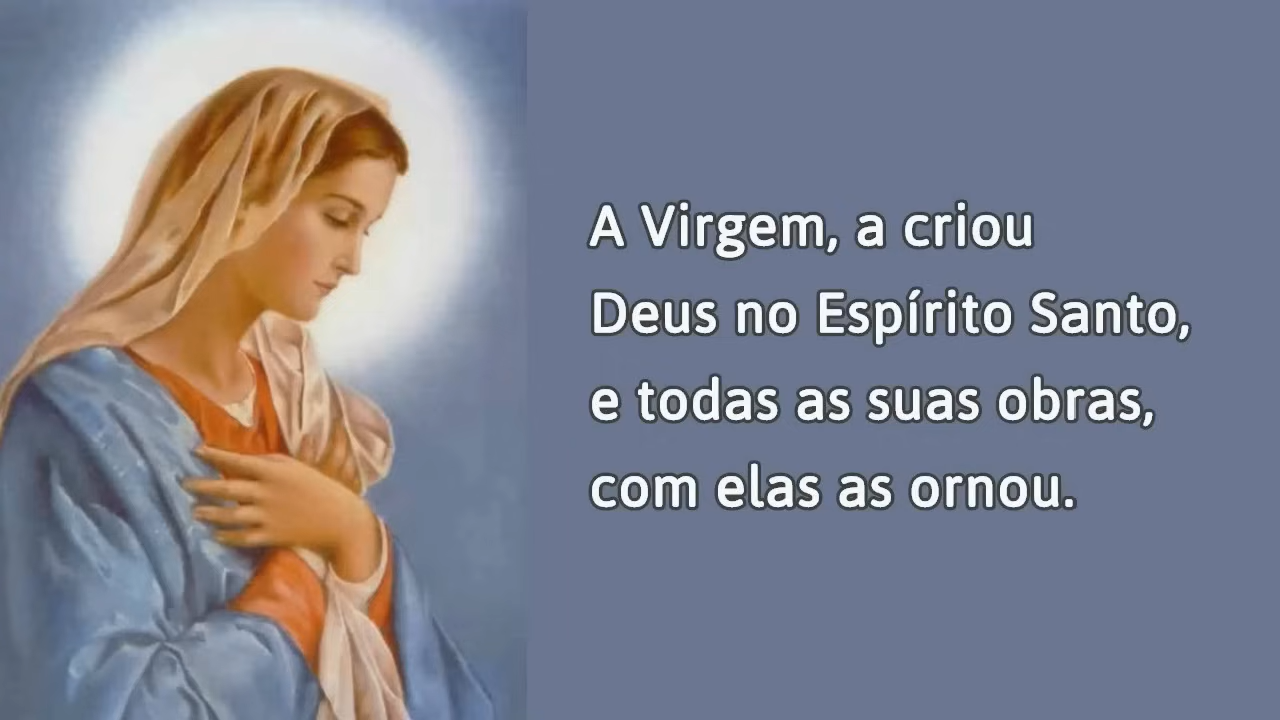 A Virgem, a criou
Deus no Espírito Santo,
e todas as suas obras,
com elas as ornou.